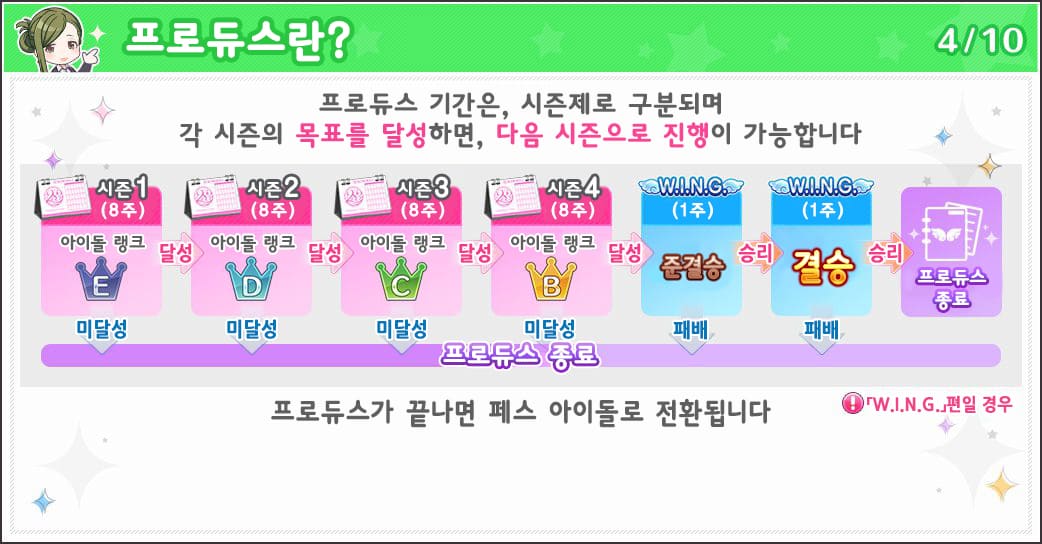 프로듀스란?
4/10
프로듀스 기간은, 시즌제로 구분되며
각 시즌의 목표를 달성하면, 다음 시즌으로 진행이 가능합니다
시즌1
(8주)
아이돌 랭크
E
달성
미달성
시즌2
(8주)
아이돌 랭크
D
달성
미달성
시즌3
(8주)
아이돌 랭크
C
달성
미달성
시즌4
(8주)
아이돌 랭크
B
달성
미달성
W.I.N.G.
(1주)
준결승
승리
패배
W.I.N.G.
(1주)
결승
승리
패배
프로듀스
종료
프로듀스 종료
프로듀스가 끝나면 페스 아이돌로 전환됩니다
「W.I.N.G.」편일 경우